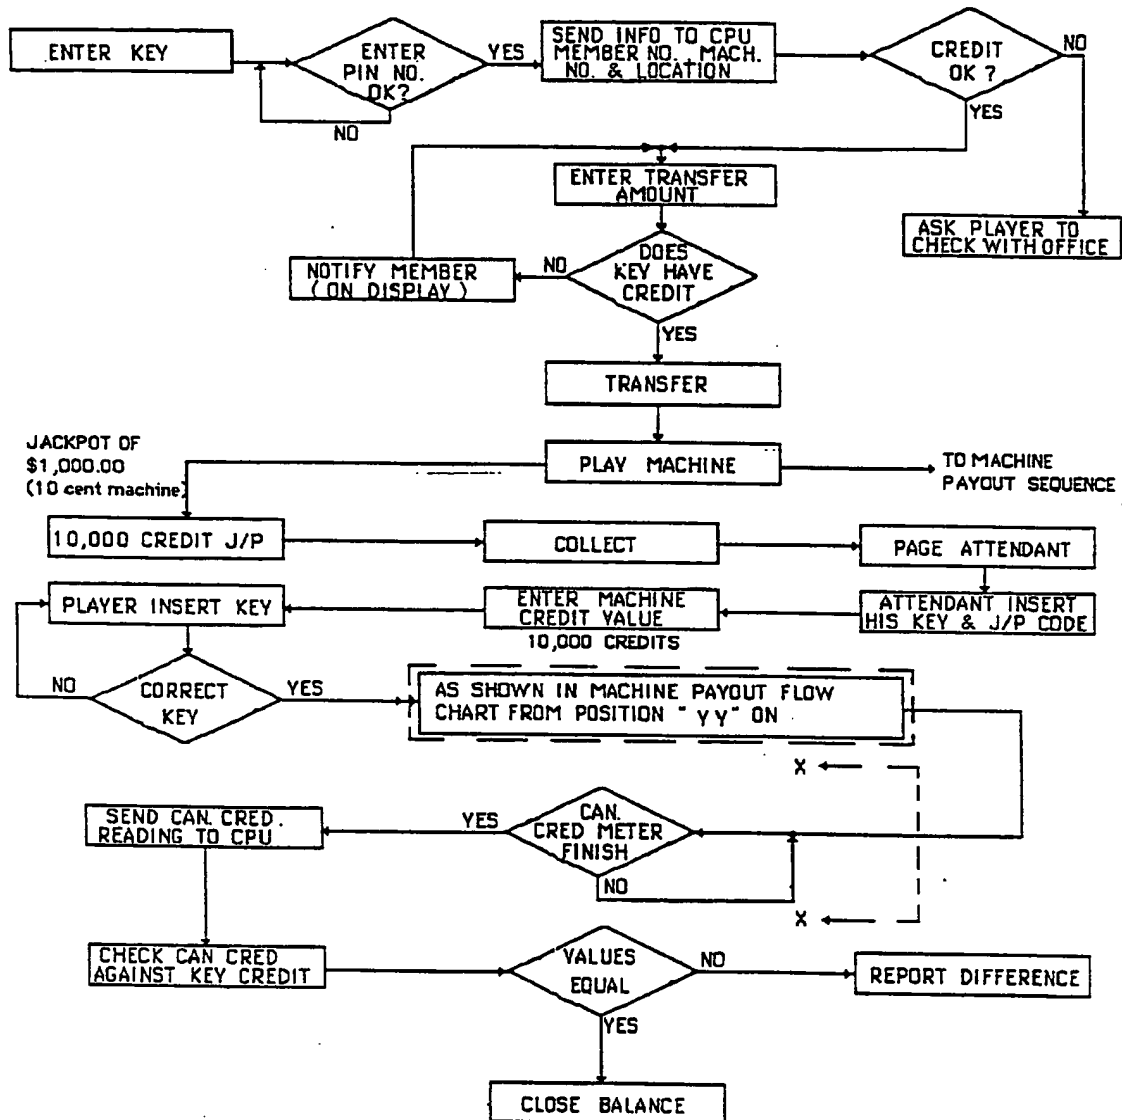 ENTER KEY
ENTER
PIN NO.
OK?
YES
NO
SEND INFO TO CPU
MEMBER NO., MACH.
NO. & LOCATION
CREDIT
OK ?
NO
YES
ENTER TRANSFER
AMOUNT
ASK PLAYER TO
CHECK WITH OFFICE
DOES
KEY HAVE
CREDIT
NO
NOTIFY MEMBER
(ON DISPLAY)
YES
TRANSFER
PLAY MACHINE
TO MACHINE
PAYOUT SEQUENCE
JACKPOT OF
$1,000.00
(10 cent machine)
10,000 CREDIT J/P
COLLECT
PAGE ATTENDANT
ATTENDANT INSERT
HIS KEY & J/P CODE
ENTER MACHINE
CREDIT VALUE
10,000 CREDITS
PLAYER INSERT KEY
CORRECT
KEY
NO
YES
AS SHOWN IN MACHINE PAYOUT FLOW
CHART FROM POSITION " YY" ON
X
CAN.
CRED METER
FINISH
YES
NO
X
SEND CAN. CRED.
READING TO CPU
CHECK CAN CRED
AGAINST KEY CREDIT
VALUES
EQUAL
NO
REPORT DIFFERENCE
YES
CLOSE BALANCE